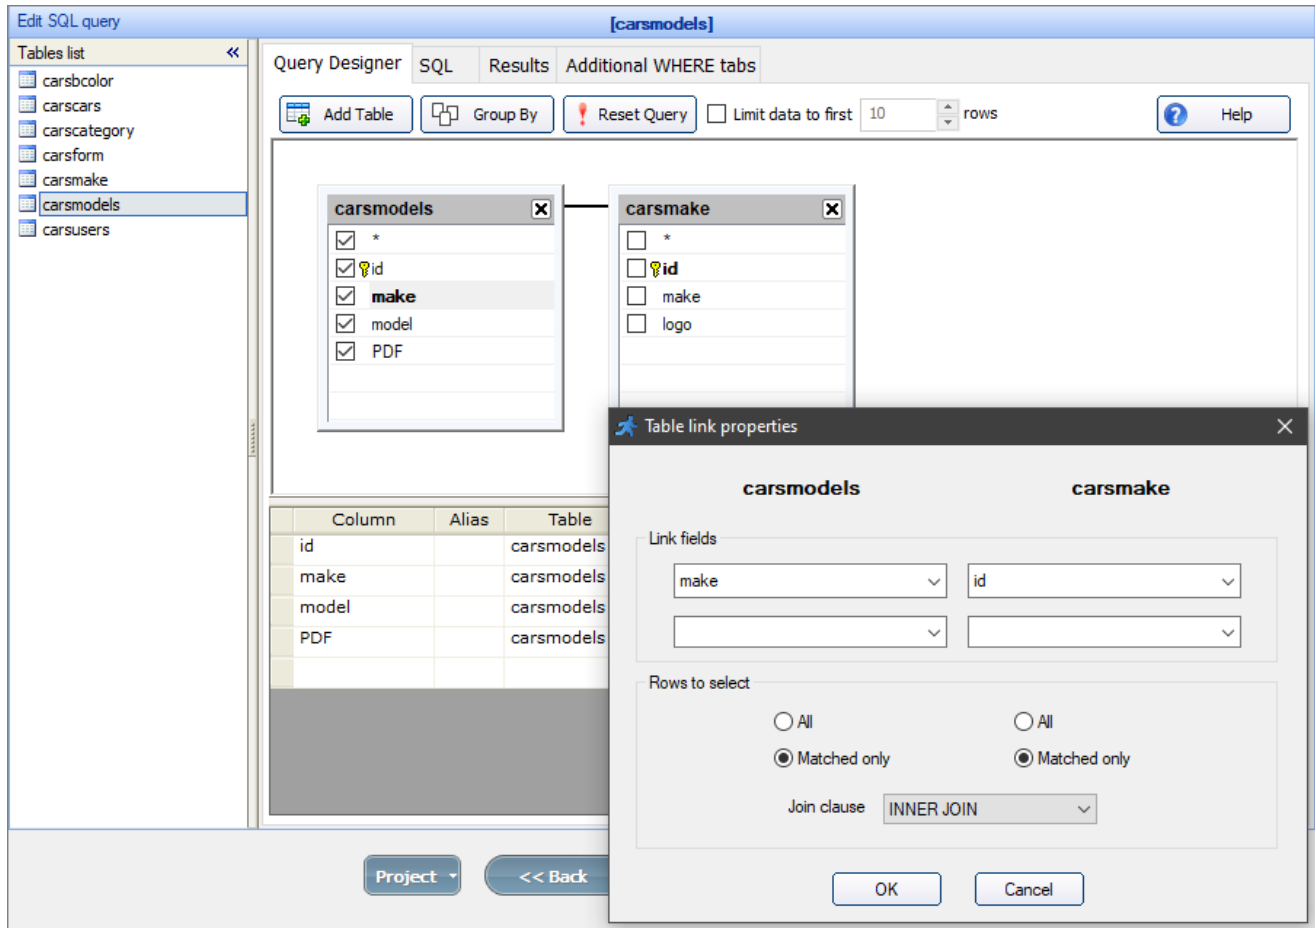 Edit SQL query
[carsmodels]
Tables list «
carsbcolor
carscars
carscategory
carsform
carsmake
carsmodels
carsusers
Query Designer SQL Results Additional WHERE tabs
Add Table Group By Reset Query Limit data to first 10 rows Help
carsmodels
*
id
make
model
PDF
carsmake
*
id
make
logo
Column Alias Table
id carsmodels
make carsmodels
model carsmodels
PDF carsmodels
Project << Back
Table link properties
carsmodels carsmake
Link fields
make id
Rows to select
All All
Matched only Matched only
Join clause INNER JOIN
OK Cancel